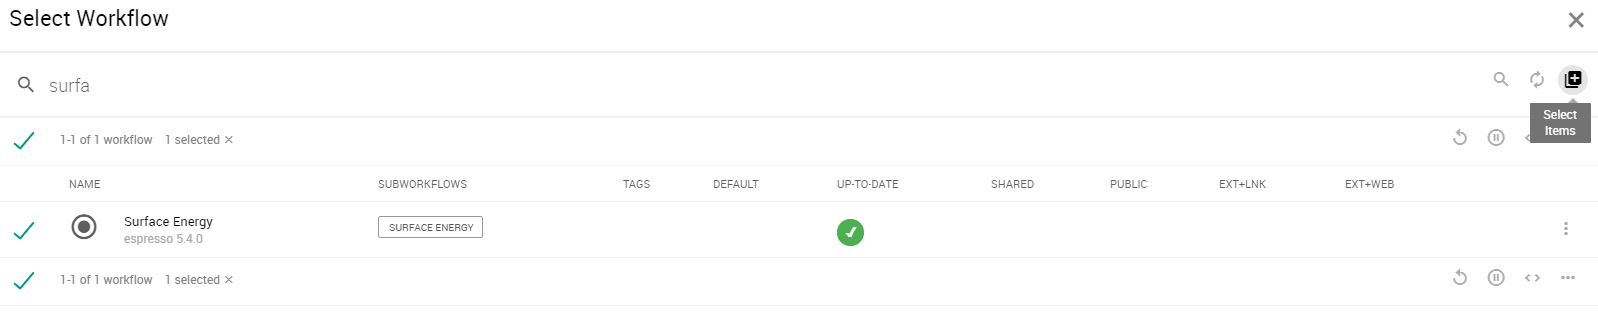 Select Workflow
surfa
Select
Items
1-1 of 1 workflow 1 selected ×
NAME SUBWORKFLOWS TAGS DEFAULT UP-TO-DATE SHARED PUBLIC EXT+LNK EXT+WEB
Surface Energy SURFACE ENERGY
espresso 5.4.0
1-1 of 1 workflow 1 selected ×